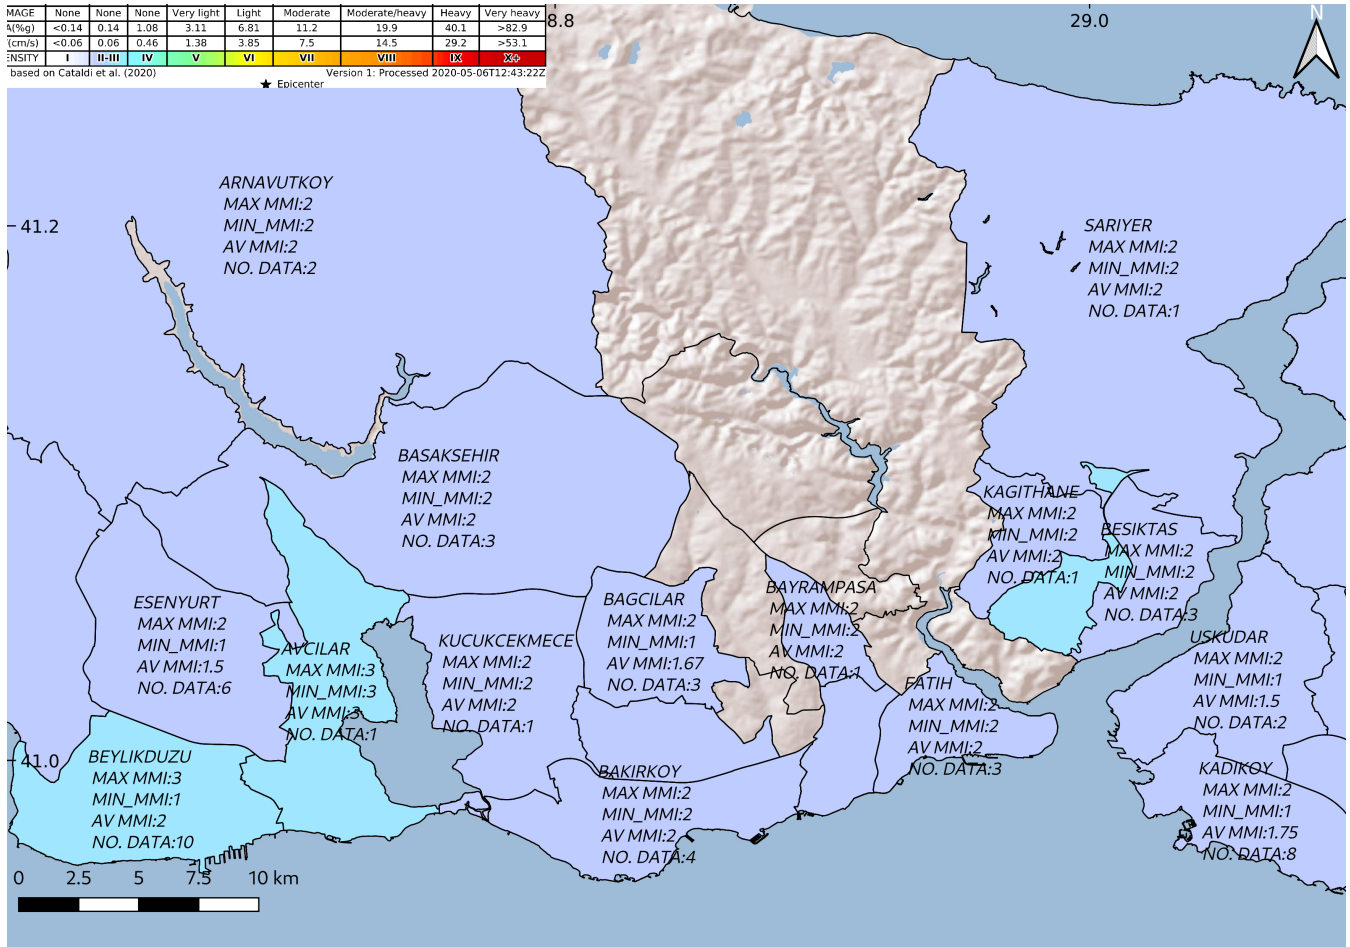 MAGE None None None Very light Light Moderate Moderate/heavy Heavy Very heavy
(%g) <0.14 0.14 1.08 3.11 6.81 11.2 19.9 40.1 >82.9
(cm/s) <0.06 0.06 0.46 1.38 3.85 7.5 14.5 29.2 >53.1
ENSITY I II-III IV V VI VII VIII IX X+
based on Cataldi et al. (2020) Version 1: Processed 2020-05-06T12:43:22Z
★ Epicenter
8.8
29.0
N
41.2
41.0
ARNAVUTKOY
MAX MMI:2
MIN_MMI:2
AV MMI:2
NO. DATA:2
SARIYER
MAX MMI:2
MIN_MMI:2
AV MMI:2
NO. DATA:1
BASAKSEHIR
MAX MMI:2
MIN_MMI:2
AV MMI:2
NO. DATA:3
KAGITHANE
MAX MMI:2
MIN_MMI:2
AV MMI:2
NO. DATA:1
BESIKTAS
MAX MMI:2
MIN_MMI:2
AV MMI:2
NO. DATA:3
ESENYURT
MAX MMI:2
MIN_MMI:1
AV MMI:1.5
NO. DATA:6
AVCILAR
MAX MMI:3
MIN_MMI:3
AV MMI:3
NO. DATA:1
KUCUKCEKMECE
MAX MMI:2
MIN_MMI:2
AV MMI:2
NO. DATA:1
BAGCILAR
MAX MMI:2
MIN_MMI:1
AV MMI:1.67
NO. DATA:3
BAYRAMPASA
MAX MMI:2
MIN_MMI:2
AV MMI:2
NO. DATA:1
FATIH
MAX MMI:2
MIN_MMI:2
AV MMI:2
NO. DATA:3
USKUDAR
MAX MMI:2
MIN_MMI:1
AV MMI:1.5
NO. DATA:2
BEYLIKDUZU
MAX MMI:3
MIN_MMI:1
AV MMI:2
NO. DATA:10
BAKIRKOY
MAX MMI:2
MIN_MMI:2
AV MMI:2
NO. DATA:4
KADIKOY
MAX MMI:2
MIN_MMI:1
AV MMI:1.75
NO. DATA:8
0 2.5 5 7.5 10 km